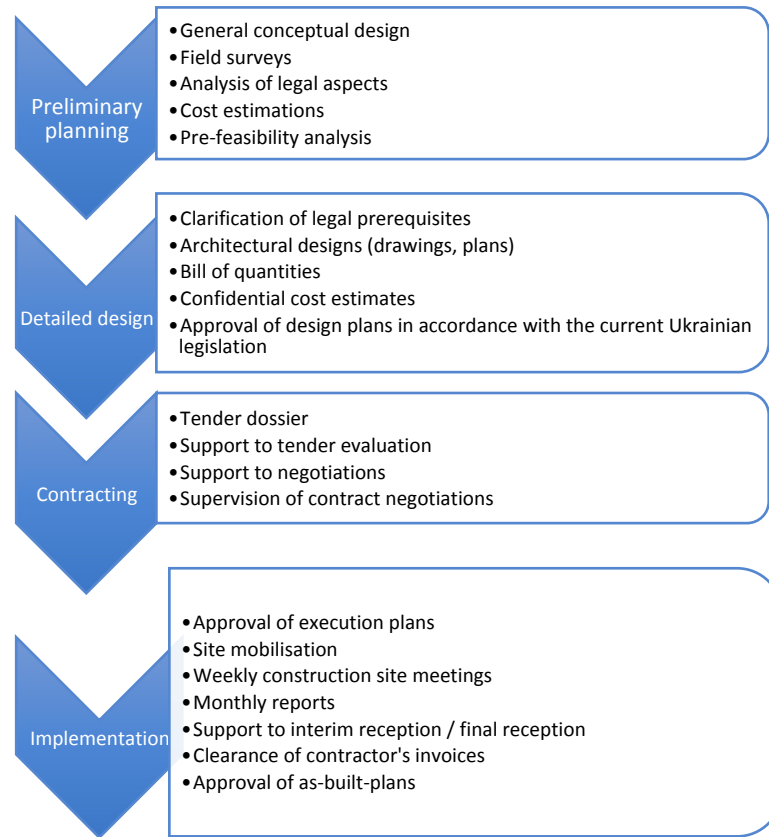 Preliminary
planning
•General conceptual design
•Field surveys
•Analysis of legal aspects
•Cost estimations
•Pre-feasibility analysis
Detailed design
•Clarification of legal prerequisites
•Architectural designs (drawings, plans)
•Bill of quantities
•Confidential cost estimates
•Approval of design plans in accordance with the current Ukrainian
legislation
Contracting
•Tender dossier
•Support to tender evaluation
•Support to negotiations
•Supervision of contract negotiations
Implementation
•Approval of execution plans
•Site mobilisation
•Weekly construction site meetings
•Monthly reports
•Support to interim reception / final reception
•Clearance of contractor's invoices
•Approval of as-built-plans